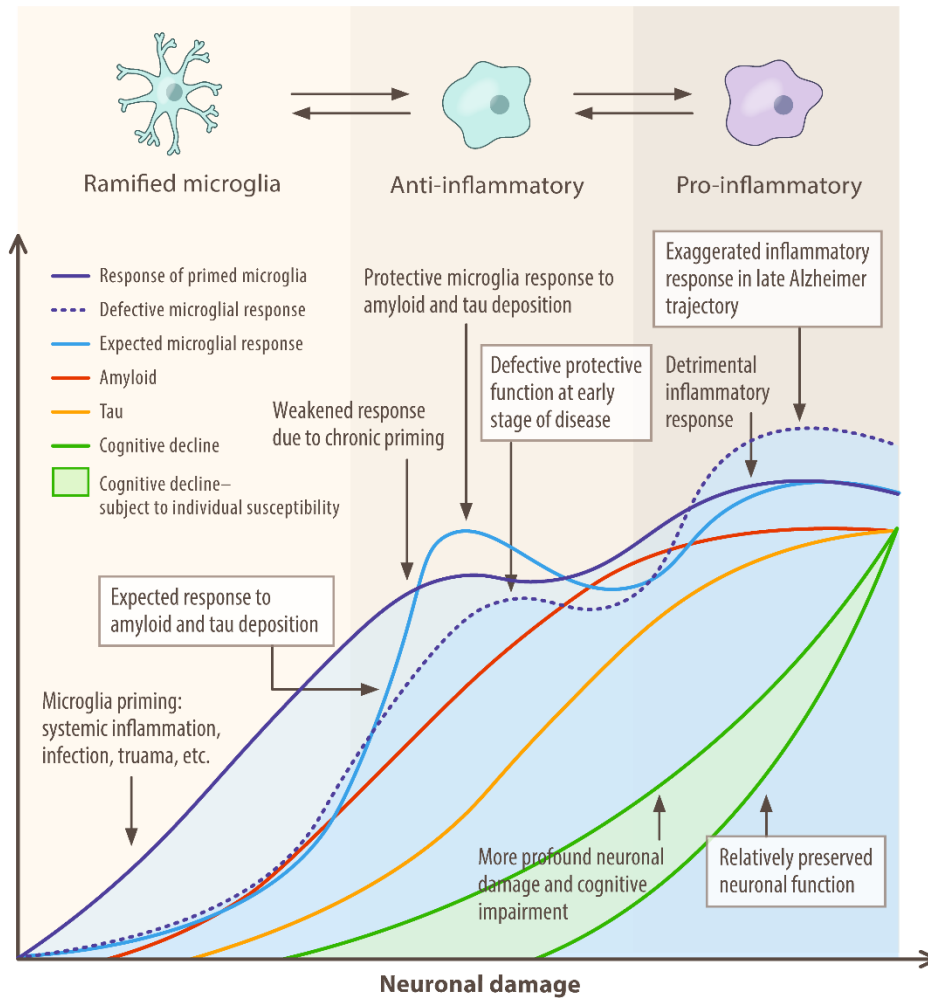 Ramified microglia
Anti-inflammatory
Pro-inflammatory
Response of primed microglia
Defective microglial response
Expected microglial response
Amyloid
Tau
Cognitive decline
Cognitive decline–
subject to individual susceptibility
Protective microglia response to
amyloid and tau deposition
Exaggerated inflammatory
response in late Alzheimer
trajectory
Weakened response
due to chronic priming
Defective protective
function at early
stage of disease
Detrimental
inflammatory
response
Expected response to
amyloid and tau deposition
Microglia priming:
systemic inflammation,
infection, truama, etc.
More profound neuronal
damage and cognitive
impairment
Relatively preserved
neuronal function
Neuronal damage